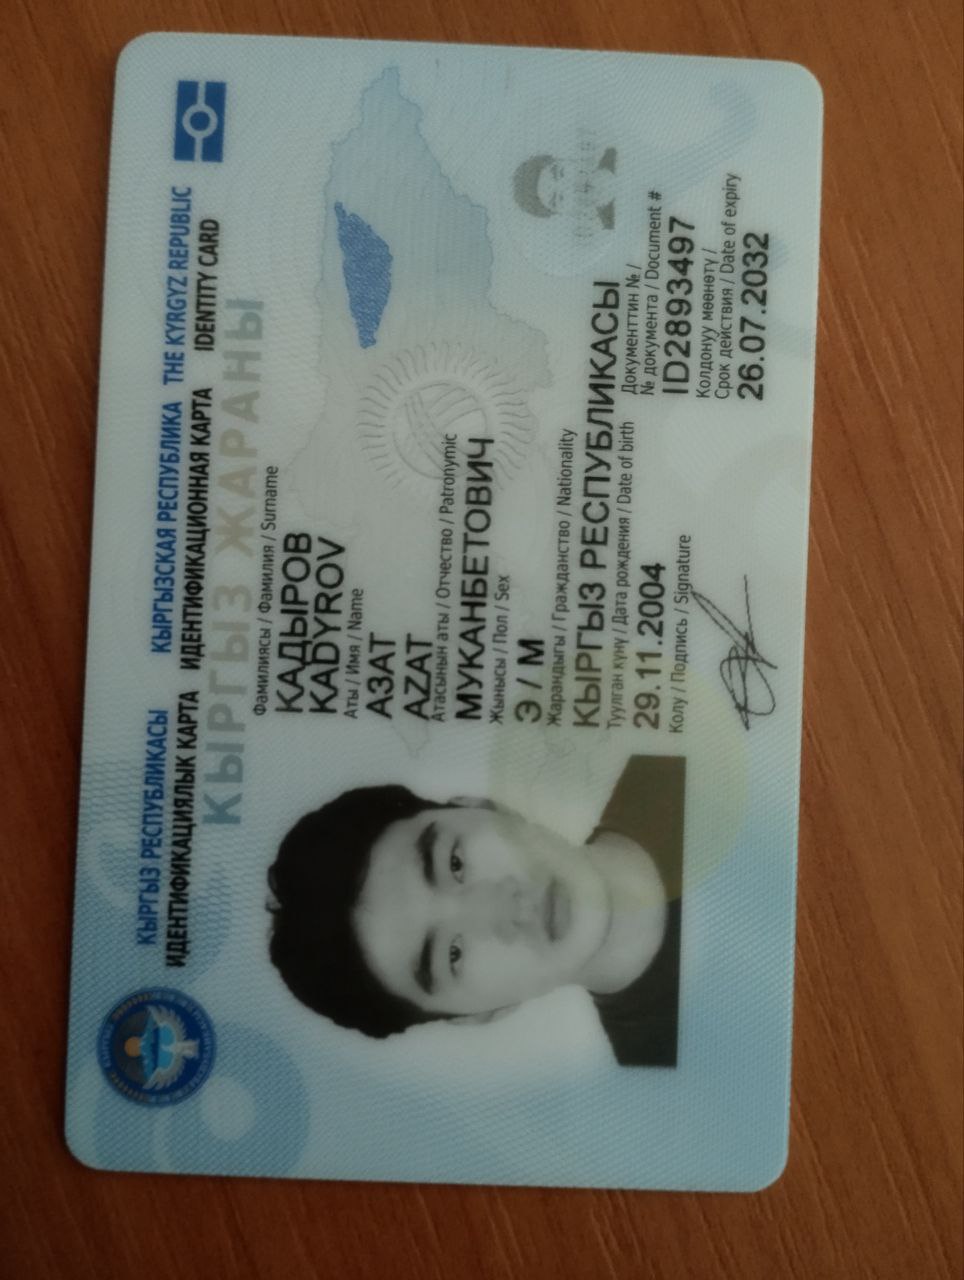 КЫРГЫЗ РЕСПУБЛИКАСЫ КЫРГЫЗСКАЯ РЕСПУБЛИКА THE KYRGYZ REPUBLIC
ИДЕНТИФИКАЦИЯЛЫК КАРТА ИДЕНТИФИКАЦИОННАЯ КАРТА IDENTITY CARD
КЫРГЫЗ ЖАРАНЫ
Фамилиясы / Фамилия / Surname
КАДЫРОВ
KADYROV
Аты / Имя / Name
АЗАТ
AZAT
Атасынын аты / Отчество / Patronymic
МУКАНБЕТОВИЧ
Жынысы / Пол / Sex
Э / М
Жарандыгы / Гражданство / Nationality
КЫРГЫЗ РЕСПУБЛИКАСЫ
Туулган күнү / Дата рождения / Date of birth
29.11.2004
Документтин № /
№ документа / Document #
ID2893497
Колу / Подпись / Signature
Колдонуу мөөнөтү /
Срок действия / Date of expiry
26.07.2032